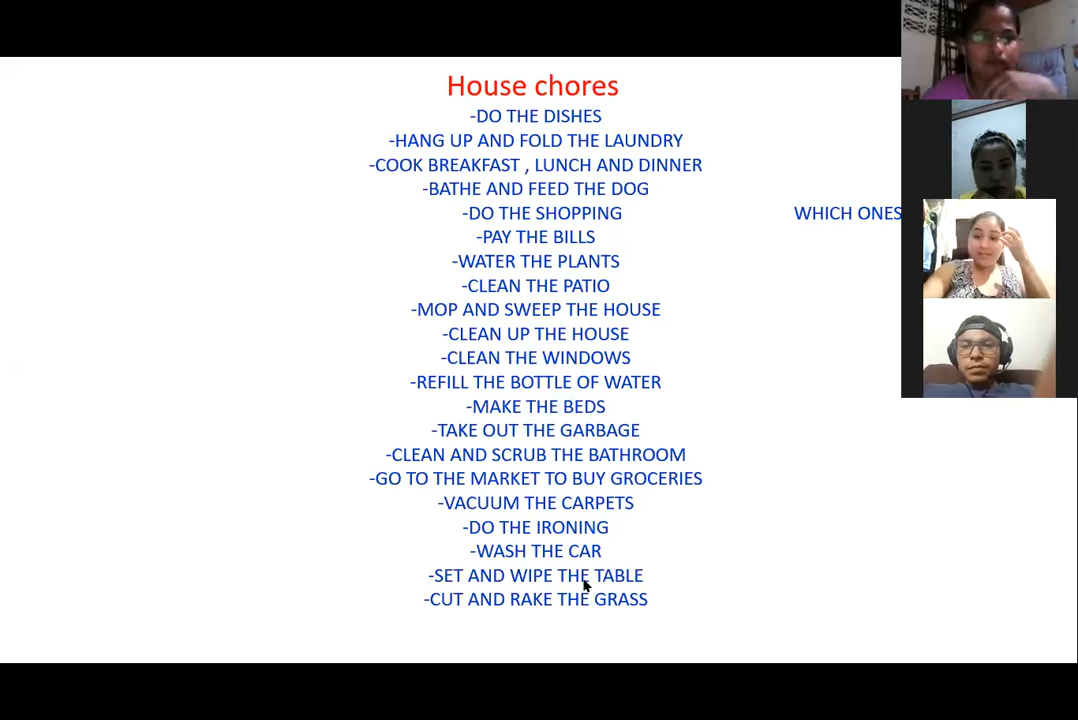 House chores
-DO THE DISHES
-HANG UP AND FOLD THE LAUNDRY
-COOK BREAKFAST , LUNCH AND DINNER
-BATHE AND FEED THE DOG
-DO THE SHOPPING
WHICH ONES
-PAY THE BILLS
-WATER THE PLANTS
-CLEAN THE PATIO
-MOP AND SWEEP THE HOUSE
-CLEAN UP THE HOUSE
-CLEAN THE WINDOWS
-REFILL THE BOTTLE OF WATER
-MAKE THE BEDS
-TAKE OUT THE GARBAGE
-CLEAN AND SCRUB THE BATHROOM
-GO TO THE MARKET TO BUY GROCERIES
-VACUUM THE CARPETS
-DO THE IRONING
-WASH THE CAR
-SET AND WIPE THE TABLE
-CUT AND RAKE THE GRASS